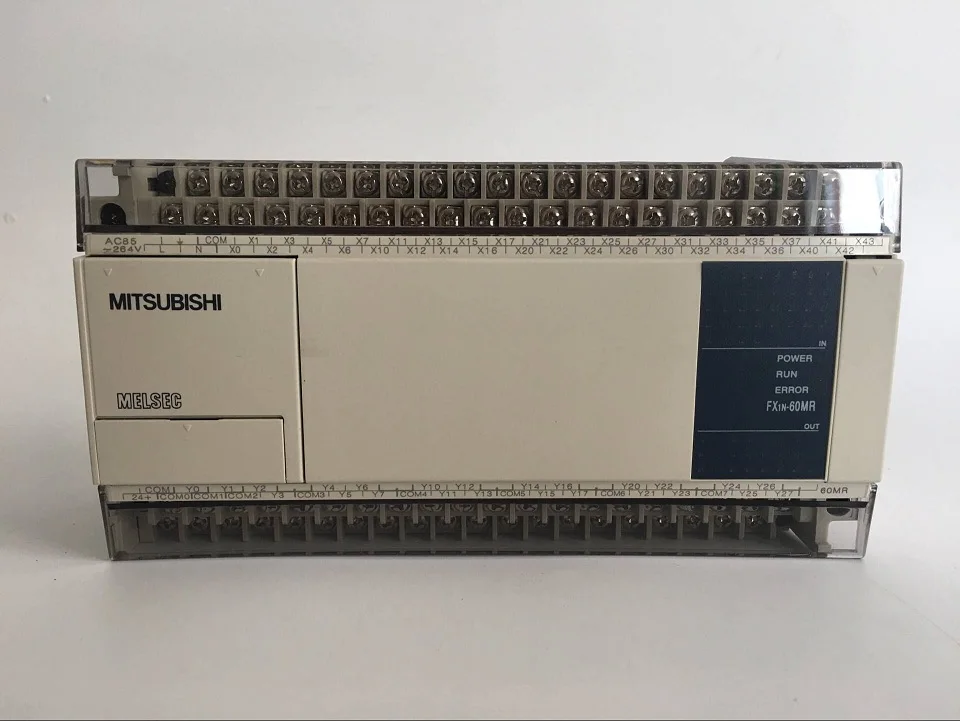 AC85 ⏚ COM X1 X3 X5 X7 X11 X13 X15 X17 X21 X23 X25 X27 X31 X33 X35 X37 X41 X43
~264V L N X0 X2 X4 X6 X10 X12 X14 X16 X20 X22 X24 X26 X30 X32 X34 X36 X40 X42
MITSUBISHI
MELSEC
IN
POWER
RUN
ERROR
FX1N-60MR
OUT
COM Y0 Y1 Y2 Y4 Y6 Y10 Y12 Y14 Y16 Y20 Y22 Y24 Y26
24+ COM0 COM1 COM2 Y3 COM3 Y5 Y7 COM4 Y11 Y13 COM5 Y15 Y17 COM6 Y21 Y23 COM7 Y25 Y27 60MR